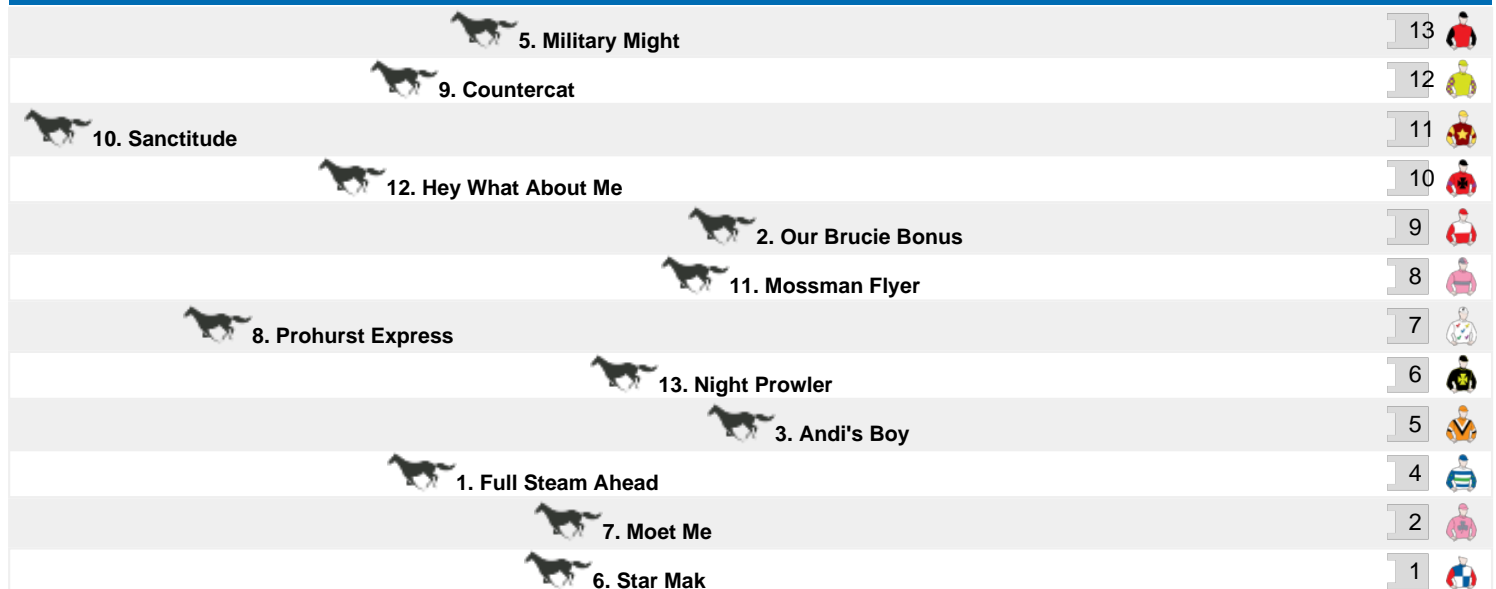 5. Military Might 13
9. Countercat 12
10. Sanctitude 11
12. Hey What About Me 10
2. Our Brucie Bonus 9
11. Mossman Flyer 8
8. Prohurst Express 7
13. Night Prowler 6
3. Andi's Boy 5
1. Full Steam Ahead 4
7. Moet Me 2
6. Star Mak 1